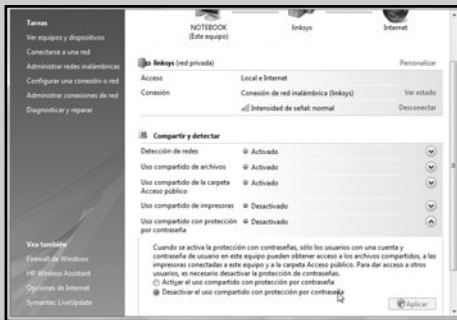 Tareas
Ver equipos y dispositivos
Conectarse a una red
Administrar redes inalámbricas
Configurar una conexión o red
Administrar conexiones de red
Diagnosticar y reparar
Vea también
Firewall de Windows
HP Wireless Assistant
Opciones de Internet
Symantec LiveUpdate
NOTEBOOK
(Este equipo)
linksys
Internet
linksys (red privada)
Personalizar
Acceso
Local e Internet
Conexión
Conexión de red inalámbrica (linksys)
Ver estado
Intensidad de señal: normal
Desconectar
Compartir y detectar
Detección de redes
Activado
Uso compartido de archivos
Activado
Uso compartido de la carpeta
Acceso público
Activado
Uso compartido de impresoras
Desactivado
Uso compartido con protección
por contraseña
Desactivado
Cuando se activa la protección con contraseñas, sólo los usuarios con una cuenta y
contraseña de usuario en este equipo pueden obtener acceso a los archivos compartidos, a las
impresoras conectadas a este equipo y a la carpeta Acceso público. Para dar acceso a otros
usuarios, es necesario desactivar la protección de contraseñas.
Activar el uso compartido con protección por contraseña
Desactivar el uso compartido con protección por contraseña
Aplicar